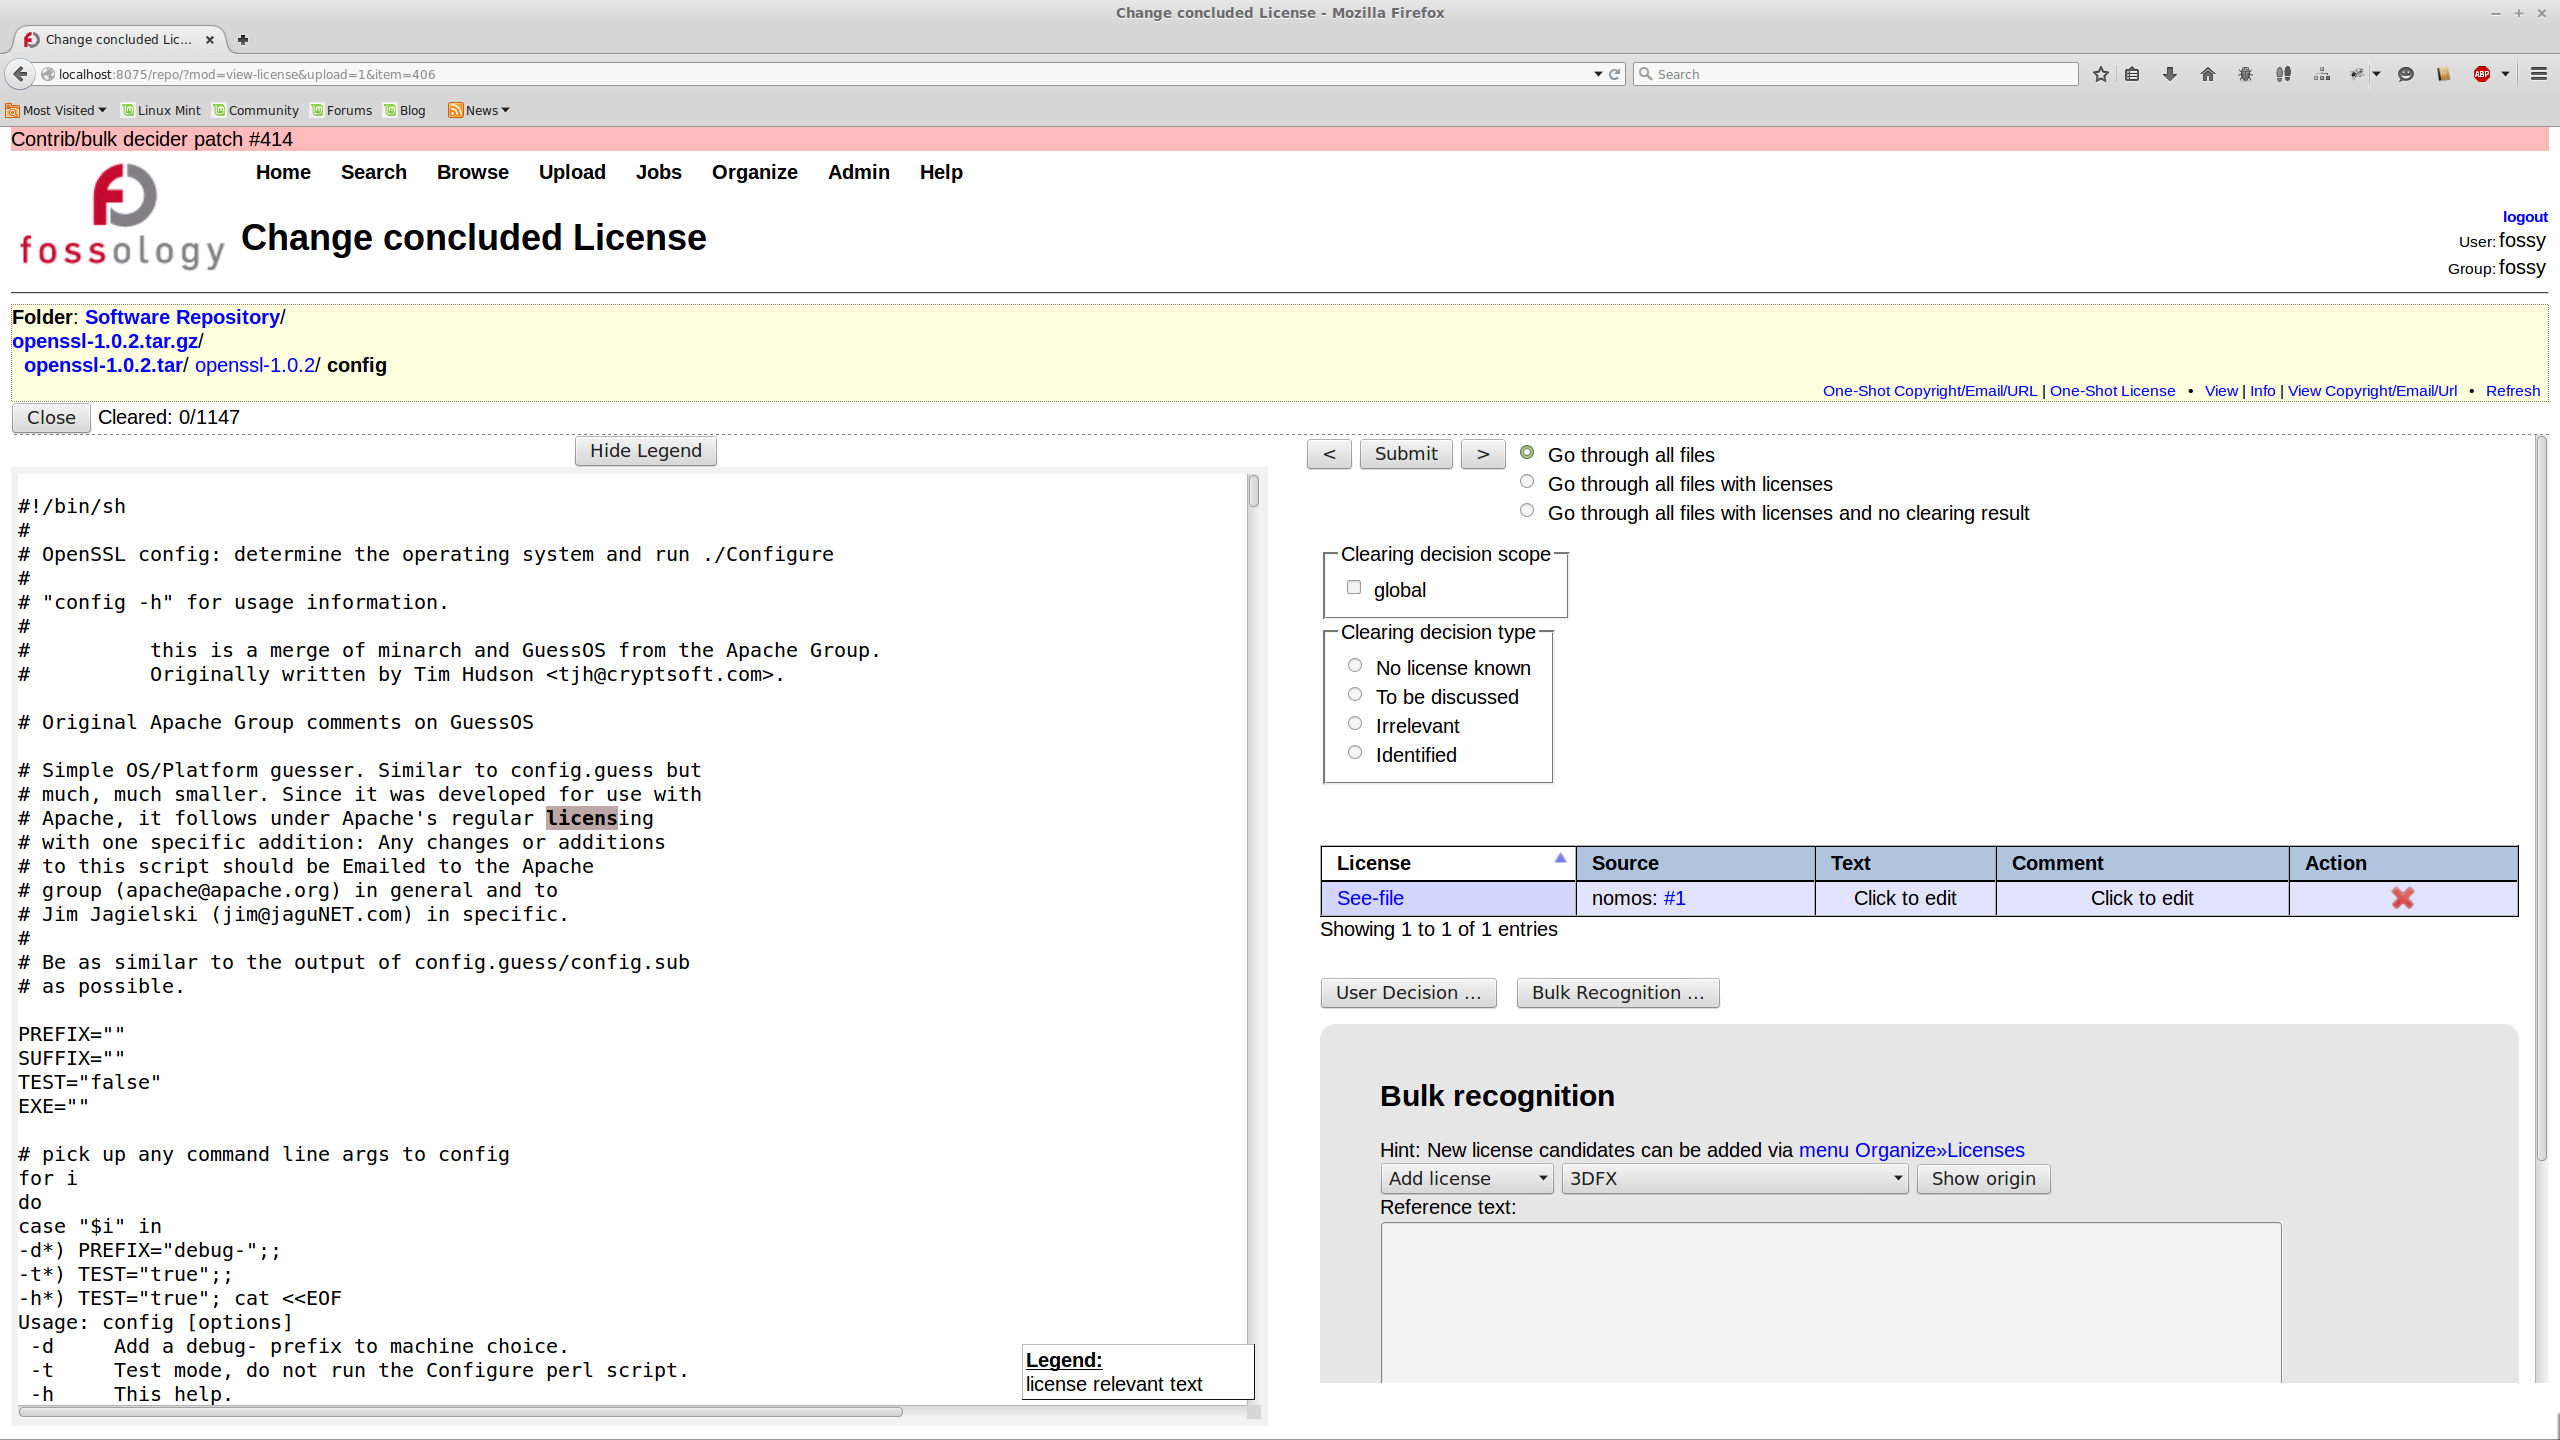 Change concluded License - Mozilla Firefox
Change concluded Lic...
localhost:8075/repo/?mod=view-license&upload=1&item=406
Search
ABP
Most Visited
Linux Mint
Community
Forums
Blog
News
Contrib/bulk decider patch #414
fossology
Home Search Browse Upload Jobs Organize Admin Help
Change concluded License
logout
User: fossy
Group: fossy
Folder: Software Repository/
openssl-1.0.2.tar.gz/
openssl-1.0.2.tar/ openssl-1.0.2/ config
One-Shot Copyright/Email/URL | One-Shot License • View | Info | View Copyright/Email/Url • Refresh
Close Cleared: 0/1147
Hide Legend
#!/bin/sh
#
# OpenSSL config: determine the operating system and run ./Configure
#
# "config -h" for usage information.
#
#          this is a merge of minarch and GuessOS from the Apache Group.
#          Originally written by Tim Hudson <tjh@cryptsoft.com>.
# Original Apache Group comments on GuessOS
# Simple OS/Platform guesser. Similar to config.guess but
# much, much smaller. Since it was developed for use with
# Apache, it follows under Apache's regular licensing
# with one specific addition: Any changes or additions
# to this script should be Emailed to the Apache
# group (apache@apache.org) in general and to
# Jim Jagielski (jim@jaguNET.com) in specific.
#
# Be as similar to the output of config.guess/config.sub
# as possible.
PREFIX=""
SUFFIX=""
TEST="false"
EXE=""
# pick up any command line args to config
for i
do
case "$i" in
-d*) PREFIX="debug-";;
-t*) TEST="true";;
-h*) TEST="true"; cat <<EOF
Usage: config [options]
 -d     Add a debug- prefix to machine choice.
 -t     Test mode, do not run the Configure perl script.
 -h     This help.
Legend:
license relevant text
< Submit >
Go through all files
Go through all files with licenses
Go through all files with licenses and no clearing result
Clearing decision scope
global
Clearing decision type
No license known
To be discussed
Irrelevant
Identified
License Source Text Comment Action
See-file nomos: #1 Click to edit Click to edit
Showing 1 to 1 of 1 entries
User Decision ... Bulk Recognition ...
Bulk recognition
Hint: New license candidates can be added via menu Organize»Licenses
Add license 3DFX Show origin
Reference text: